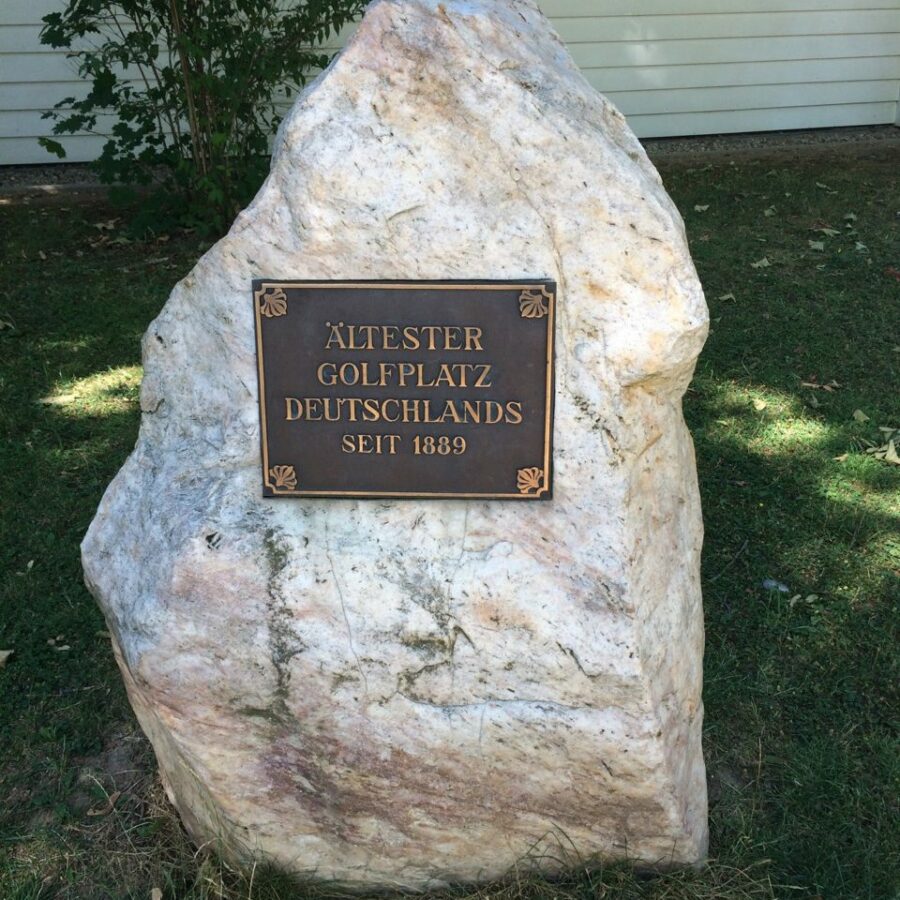 ÄLTESTER
GOLFPLATZ
DEUTSCHLANDS
SEIT 1889